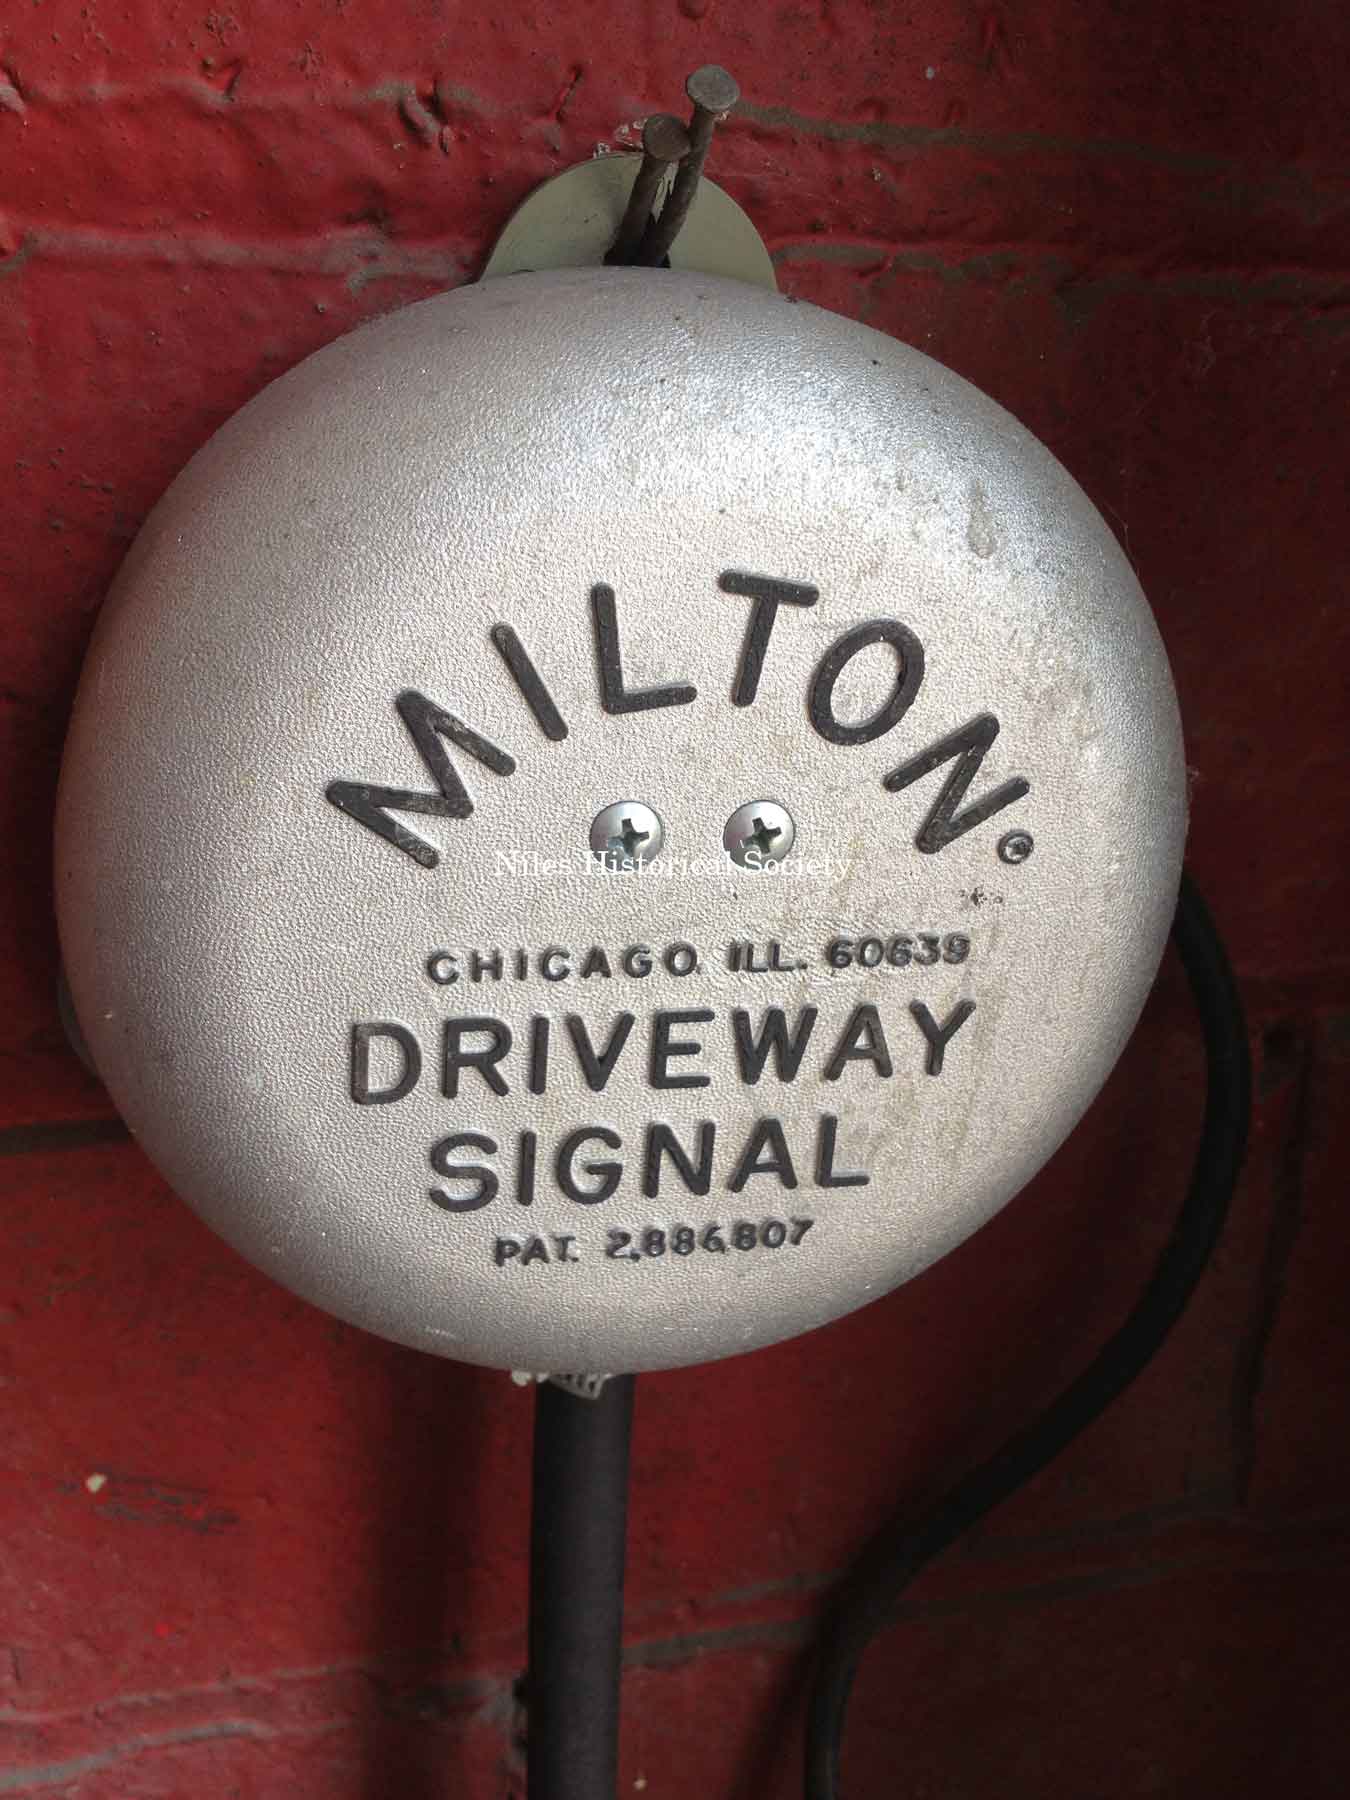 MILTON®
Niles Historical Society
CHICAGO ILL. 60639
DRIVEWAY
SIGNAL
PAT. 2,886,807